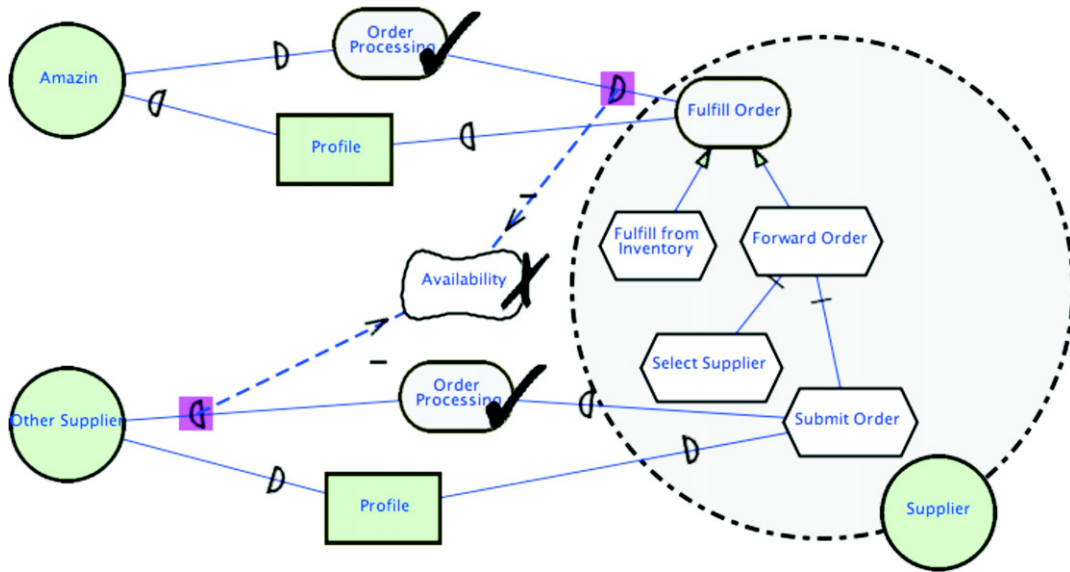 Order
Processing
Amazin
Fulfill Order
Profile
Fulfill from
Inventory
Forward Order
Availability
Select Supplier
Order
Processing
Other Supplier
Submit Order
Profile
Supplier